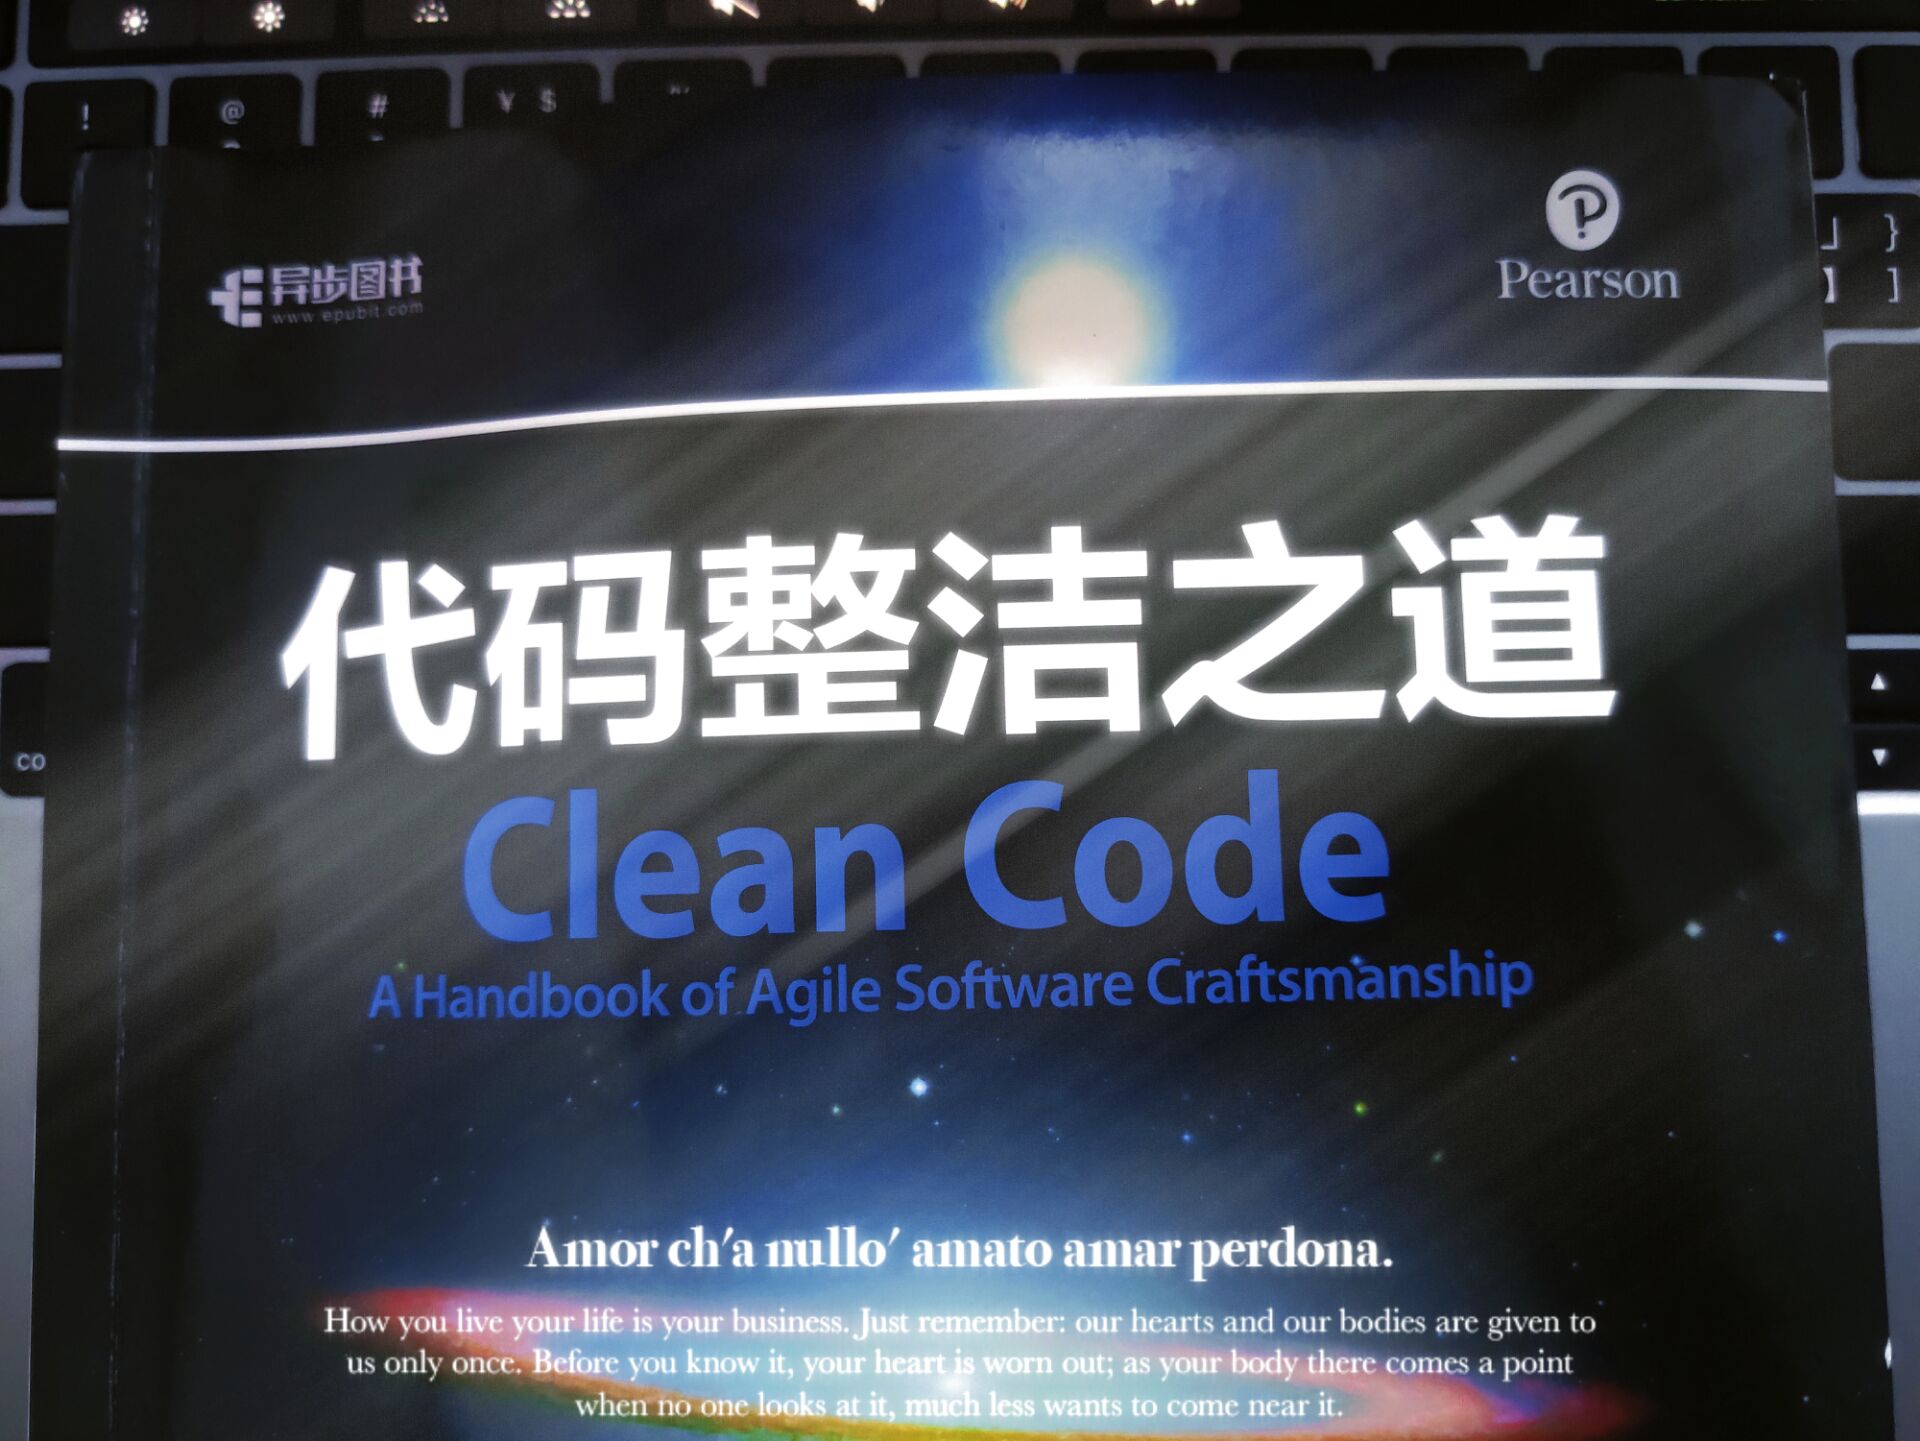 ! @ # ¥ $
异步图书
www.epubit.com
Pearson
} 
】 ]
代码整洁之道
Clean Code
A Handbook of Agile Software Craftsmanship
co
Amor ch'a nullo' amato amar perdona.
How you live your life is your business. Just remember: our hearts and our bodies are given to
us only once. Before you know it, your heart is worn out; as your body there comes a point
when no one looks at it, much less wants to come near it.